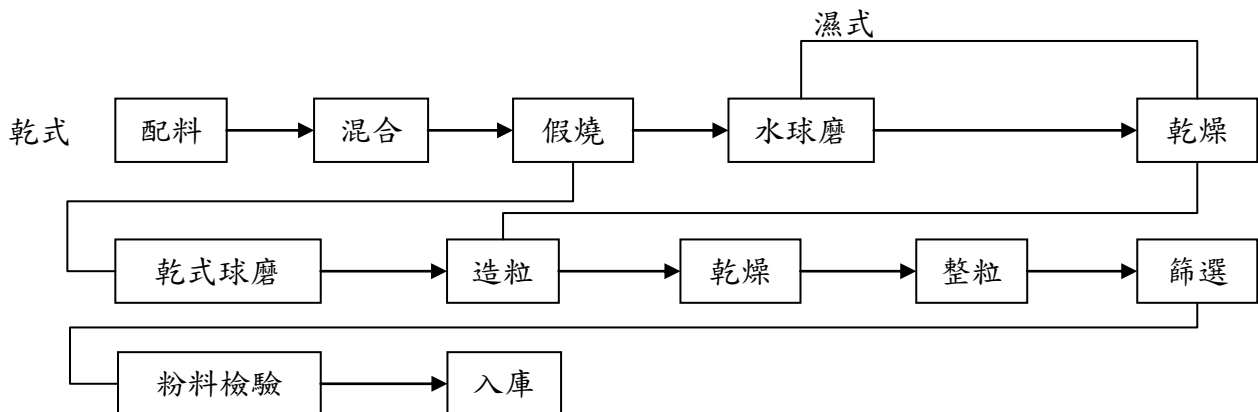 濕式
乾式 配料 混合 假燒 水球磨 乾燥
乾式球磨 造粒 乾燥 整粒 篩選
粉料檢驗 入庫